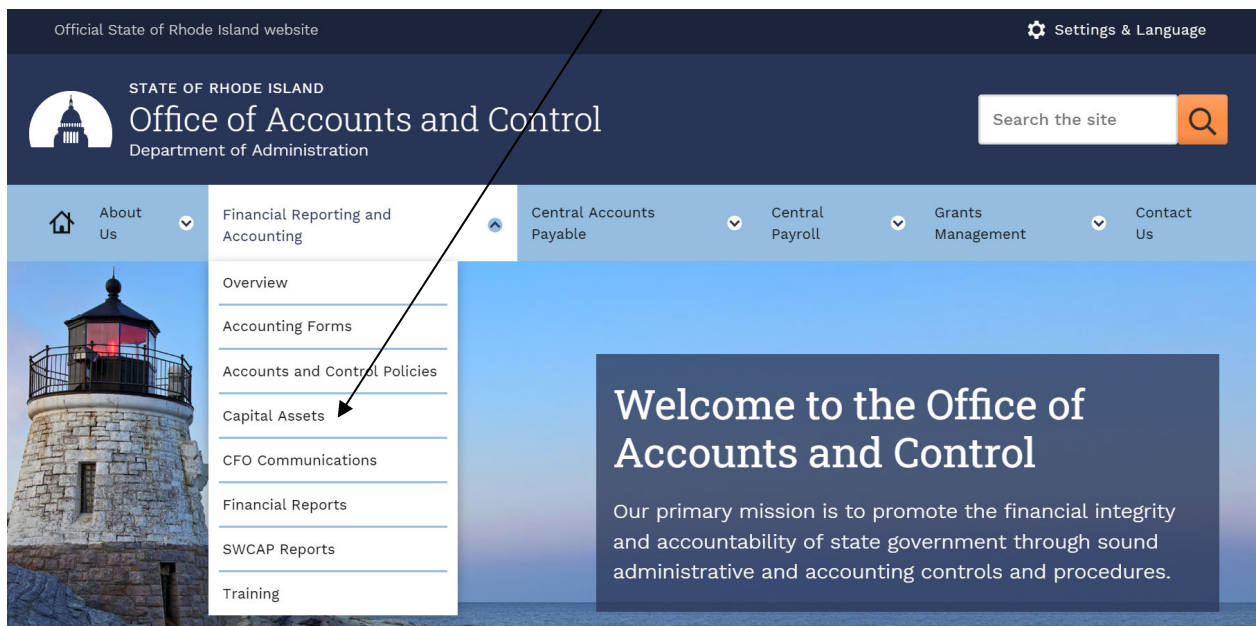 Official State of Rhode Island website
Settings & Language
STATE OF RHODE ISLAND
Office of Accounts and Control
Department of Administration
Search the site
About
Us
Financial Reporting and
Accounting
Central Accounts
Payable
Central
Payroll
Grants
Management
Contact
Us
Overview
Accounting Forms
Accounts and Control Policies
Capital Assets
CFO Communications
Financial Reports
SWCAP Reports
Training
Welcome to the Office of
Accounts and Control
Our primary mission is to promote the financial integrity
and accountability of state government through sound
administrative and accounting controls and procedures.